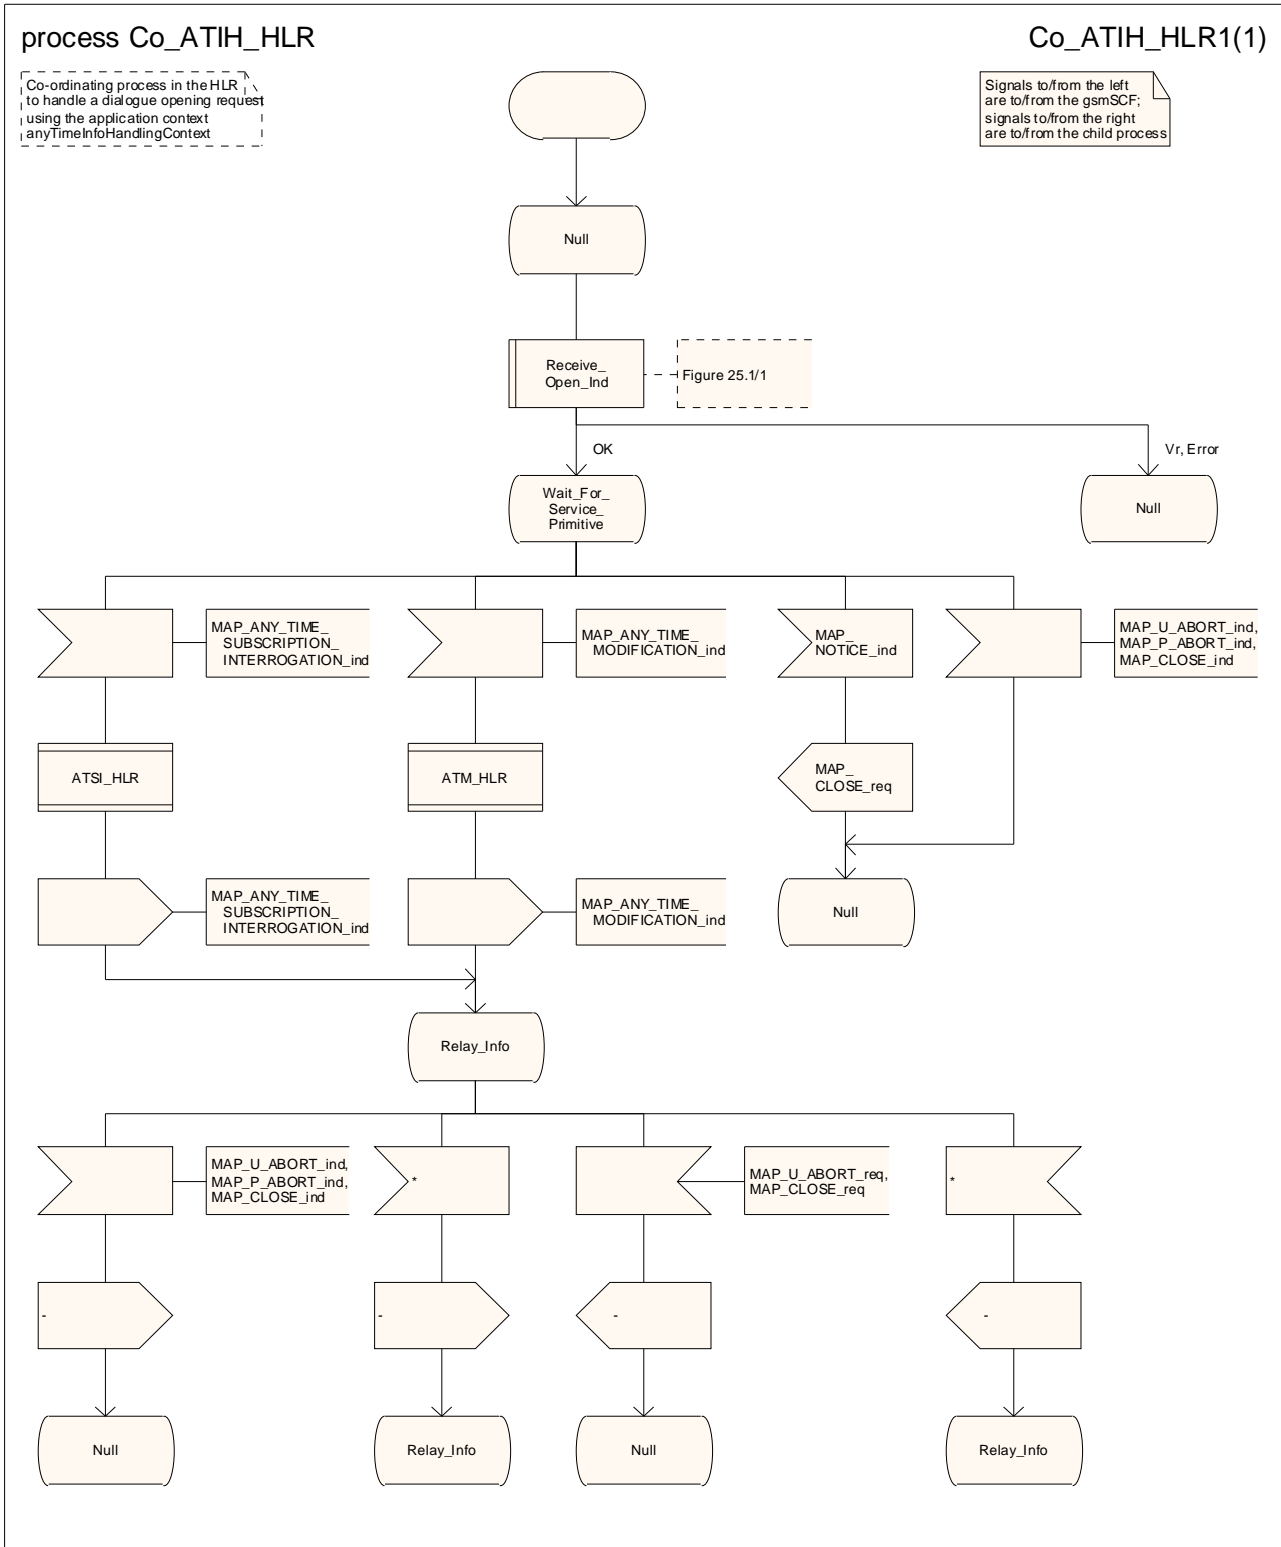 process Co_ATIH_HLR
Co_ATIH_HLR1(1)
Co-ordinating process in the HLR
to handle a dialogue opening request
using the application context
anyTimeInfoHandlingContext
Signals to/from the left
are to/from the gsmSCF;
signals to/from the right
are to/from the child process
Null
Receive_
Open_Ind
Figure 25.1/1
OK
Vr, Error
Wait_For_
Service_
Primitive
Null
MAP_ANY_TIME_
SUBSCRIPTION_
INTERROGATION_ind
MAP_ANY_TIME_
MODIFICATION_ind
MAP_
NOTICE_ind
MAP_U_ABORT_ind,
MAP_P_ABORT_ind,
MAP_CLOSE_ind
ATSI_HLR
ATM_HLR
MAP_
CLOSE_req
MAP_ANY_TIME_
SUBSCRIPTION_
INTERROGATION_ind
MAP_ANY_TIME_
MODIFICATION_ind
Null
Relay_Info
MAP_U_ABORT_ind,
MAP_P_ABORT_ind,
MAP_CLOSE_ind
*
MAP_U_ABORT_req,
MAP_CLOSE_req
*
-
-
-
-
Null
Relay_Info
Null
Relay_Info